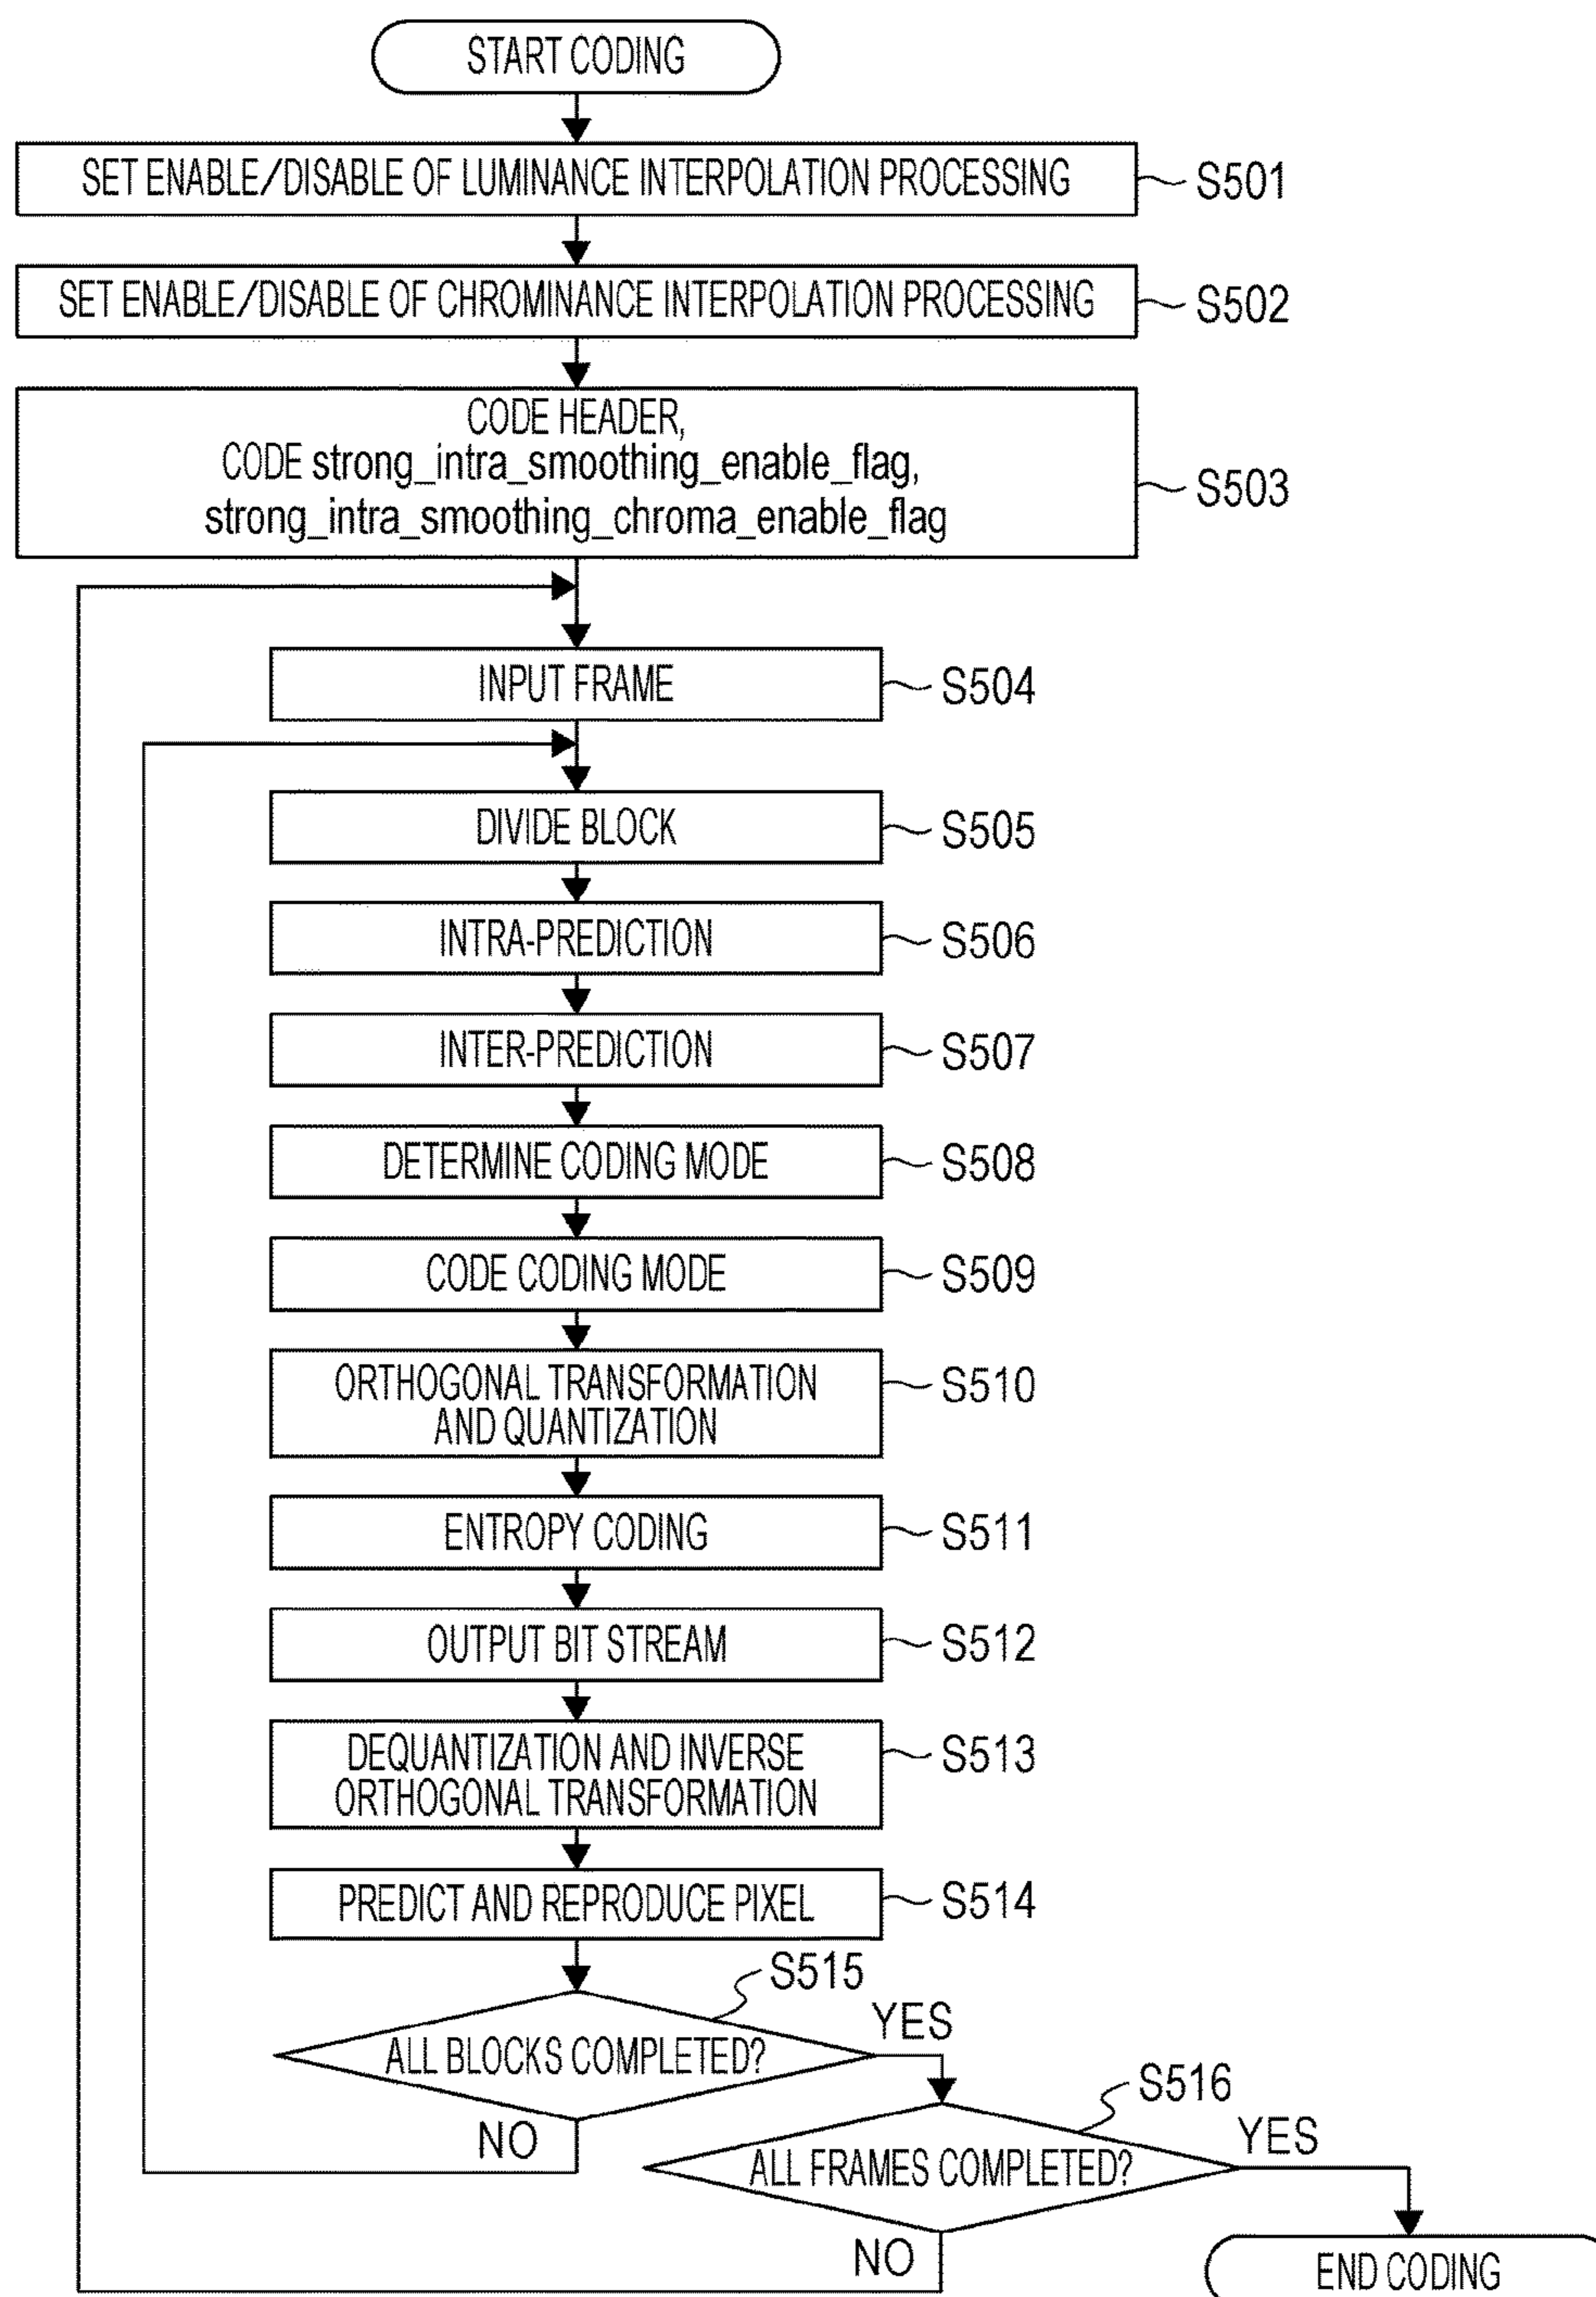 START CODING
SET ENABLE/DISABLE OF LUMINANCE INTERPOLATION PROCESSING
S501
SET ENABLE/DISABLE OF CHROMINANCE INTERPOLATION PROCESSING
S502
CODE HEADER,
CODE strong_intra_smoothing_enable_flag,
strong_intra_smoothing_chroma_enable_flag
S503
INPUT FRAME
S504
DIVIDE BLOCK
S505
INTRA-PREDICTION
S506
INTER-PREDICTION
S507
DETERMINE CODING MODE
S508
CODE CODING MODE
S509
ORTHOGONAL TRANSFORMATION
AND QUANTIZATION
S510
ENTROPY CODING
S511
OUTPUT BIT STREAM
S512
DEQUANTIZATION AND INVERSE
ORTHOGONAL TRANSFORMATION
S513
PREDICT AND REPRODUCE PIXEL
S514
S515
ALL BLOCKS COMPLETED?
YES
NO
S516
ALL FRAMES COMPLETED?
YES
NO
END CODING